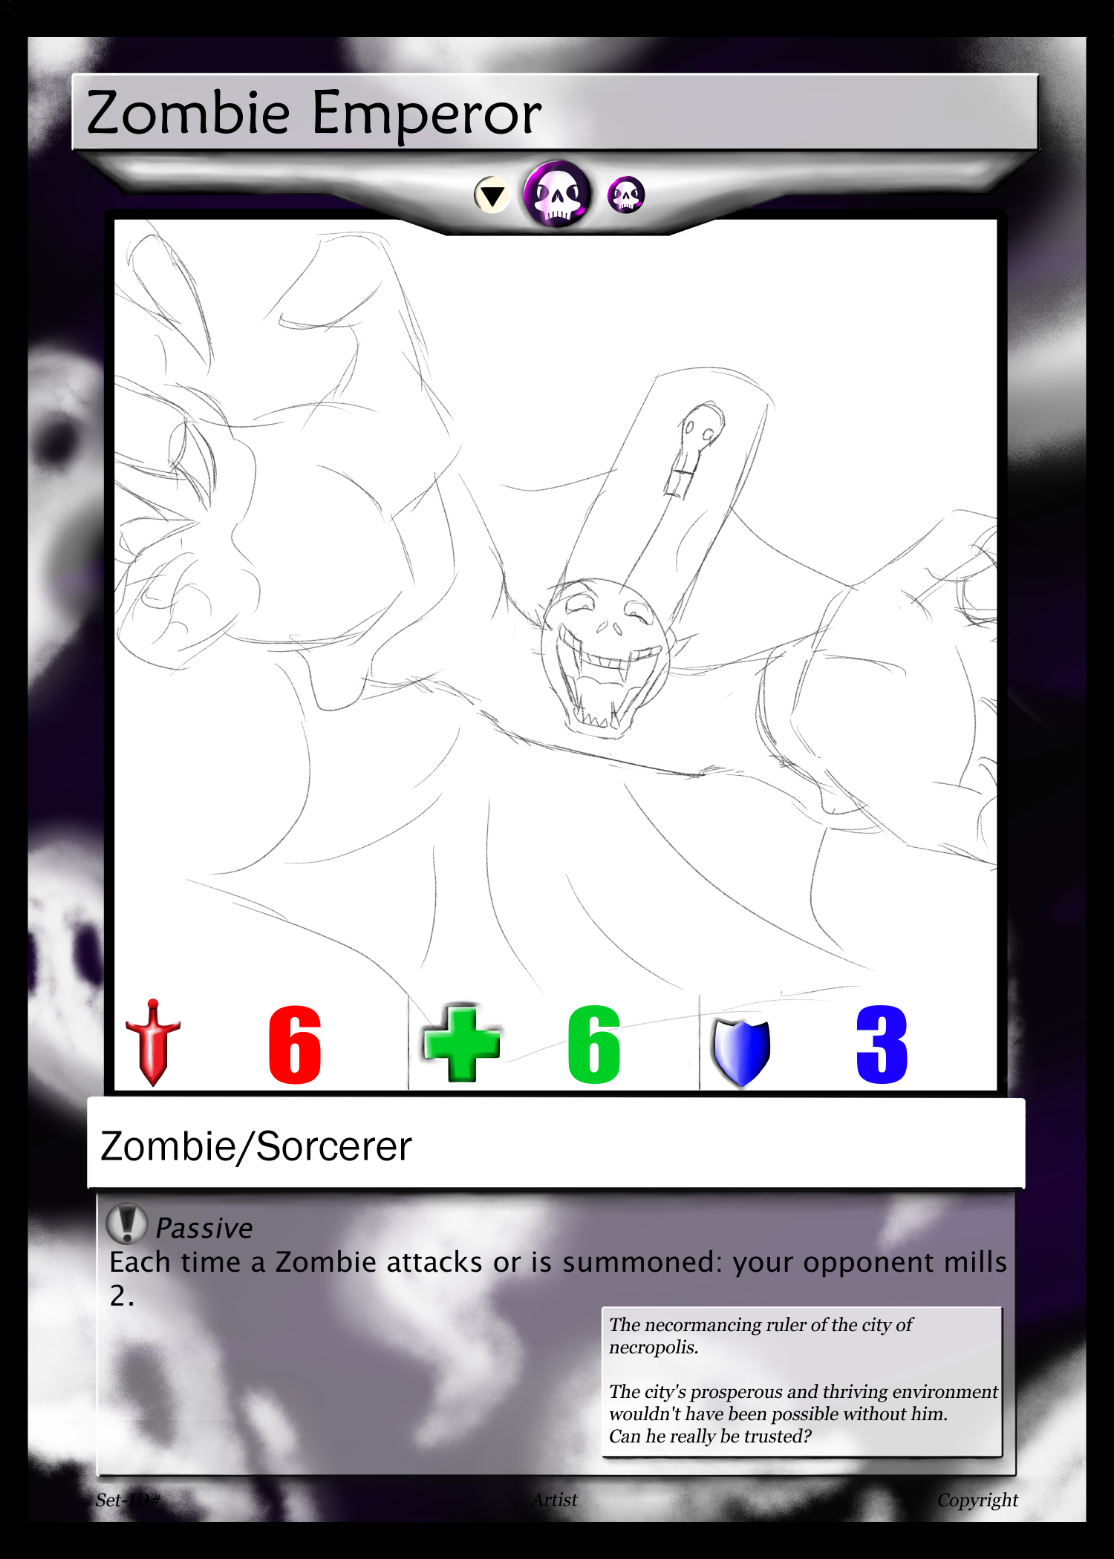 Zombie Emperor
6
6
3
Zombie/Sorcerer
Passive
Each time a Zombie attacks or is summoned: your opponent mills
2.
The necormancing ruler of the city of
necropolis.
The city's prosperous and thriving environment
wouldn't have been possible without him.
Can he really be trusted?
Set-ID#
Artist
Copyright